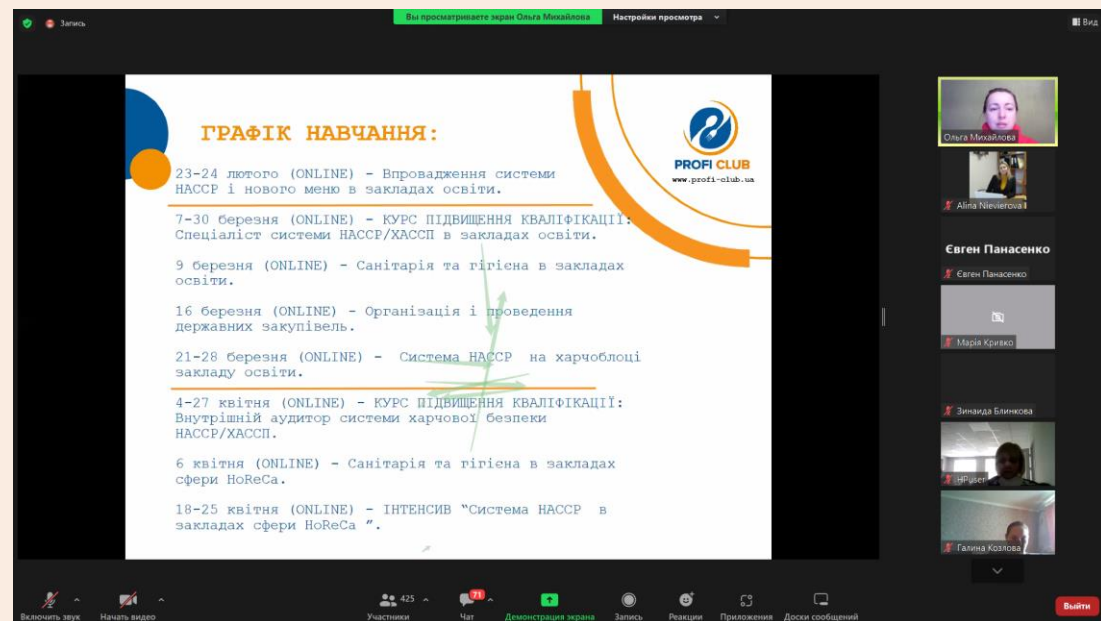 Запись
Вы просматриваете экран Ольга Михайлова
Настройки просмотра
Вид
ГРАФІК НАВЧАННЯ:
PROFI CLUB
www.profi-club.ua
23-24 лютого (ONLINE) - Впровадження системи
НАССР і нового меню в закладах освіти.
7-30 березня (ONLINE) - КУРС ПІДВИЩЕННЯ КВАЛІФІКАЦІЇ:
Спеціаліст системи НАССР/ХАССП в закладах освіти.
9 березня (ONLINE) - Санітарія та гігієна в закладах
освіти.
16 березня (ONLINE) - Організація і проведення
державних закупівель.
21-28 березня (ONLINE) - Система НАССР на харчоблоці
закладу освіти.
4-27 квітня (ONLINE) - КУРС ПІДВИЩЕННЯ КВАЛІФІКАЦІЇ:
Внутрішній аудитор системи харчової безпеки
НАССР/ХАССП.
6 квітня (ONLINE) - Санітарія та гігієна в закладах
сфери HoReCa.
18-25 квітня (ONLINE) - ІНТЕНСИВ “Система НАССР в
закладах сфери HoReCa ”.
Ольга Михайлова
Alina Nievierova
Євген Панасенко
Євген Панасенко
Марія Кривко
Зинаида Блинкова
HPuser
Галина Козлова
Включить звук
Начать видео
425
Участники
71
Чат
Демонстрация экрана
Запись
Реакции
Приложения
Доски сообщений
Выйти